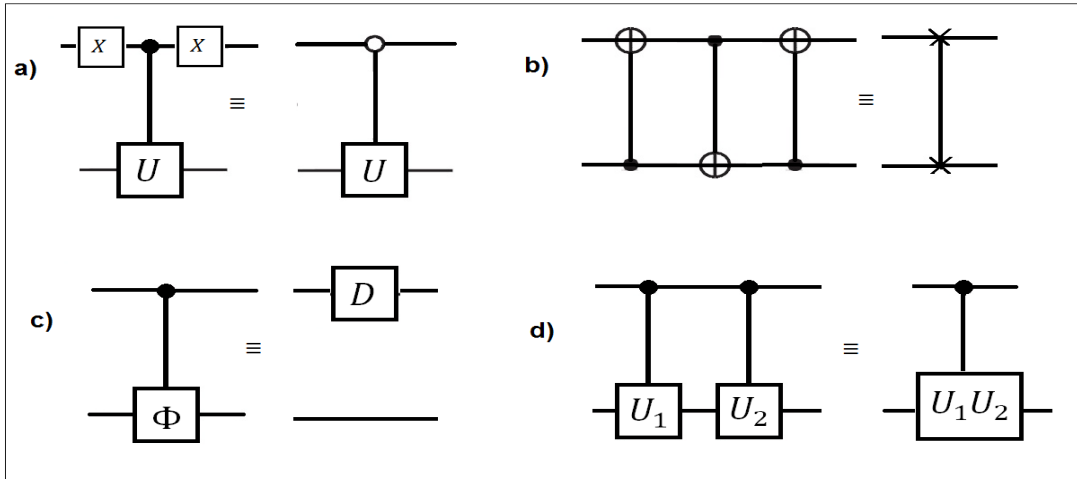 a)
X
X
≡
U
U
b)
≡
c)
≡
D
Φ
d)
≡
U₁
U₂
U₁U₂